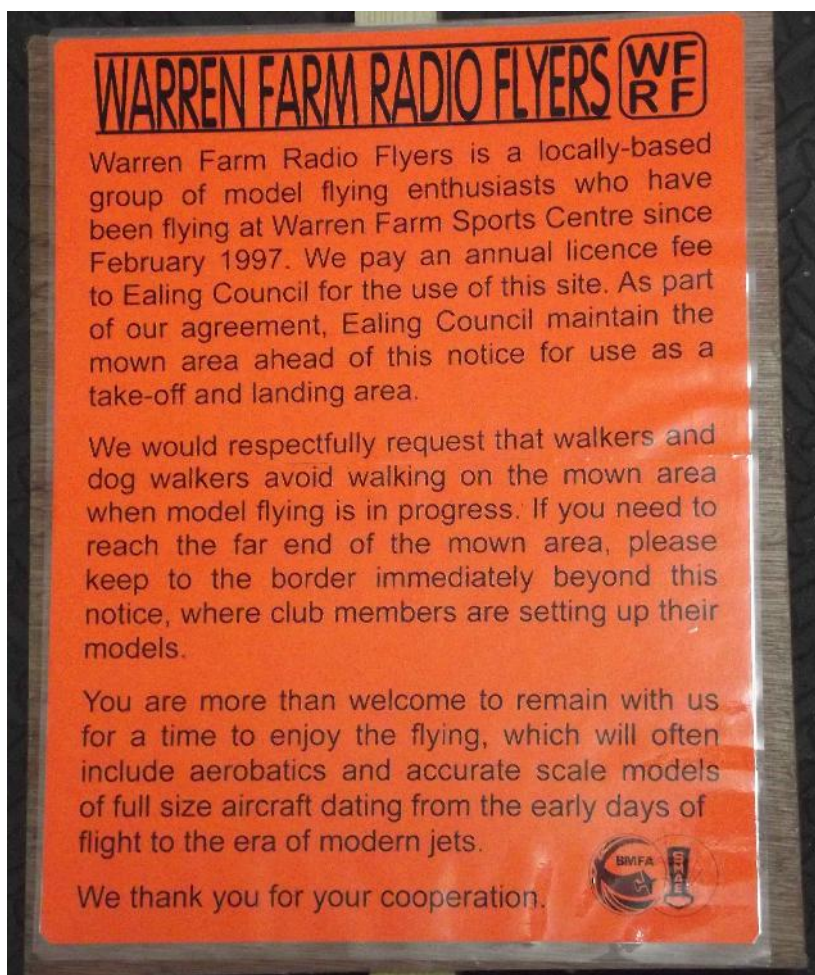 WARREN FARM RADIO FLYERS WF
RF
Warren Farm Radio Flyers is a locally-based
group of model flying enthusiasts who have
been flying at Warren Farm Sports Centre since
February 1997. We pay an annual licence fee
to Ealing Council for the use of this site. As part
of our agreement, Ealing Council maintain the
mown area ahead of this notice for use as a
take-off and landing area.
We would respectfully request that walkers and
dog walkers avoid walking on the mown area
when model flying is in progress. If you need to
reach the far end of the mown area, please
keep to the border immediately beyond this
notice, where club members are setting up their
models.
You are more than welcome to remain with us
for a time to enjoy the flying, which will often
include aerobatics and accurate scale models
of full size aircraft dating from the early days of
flight to the era of modern jets.
We thank you for your cooperation.
BMFA
SMAE